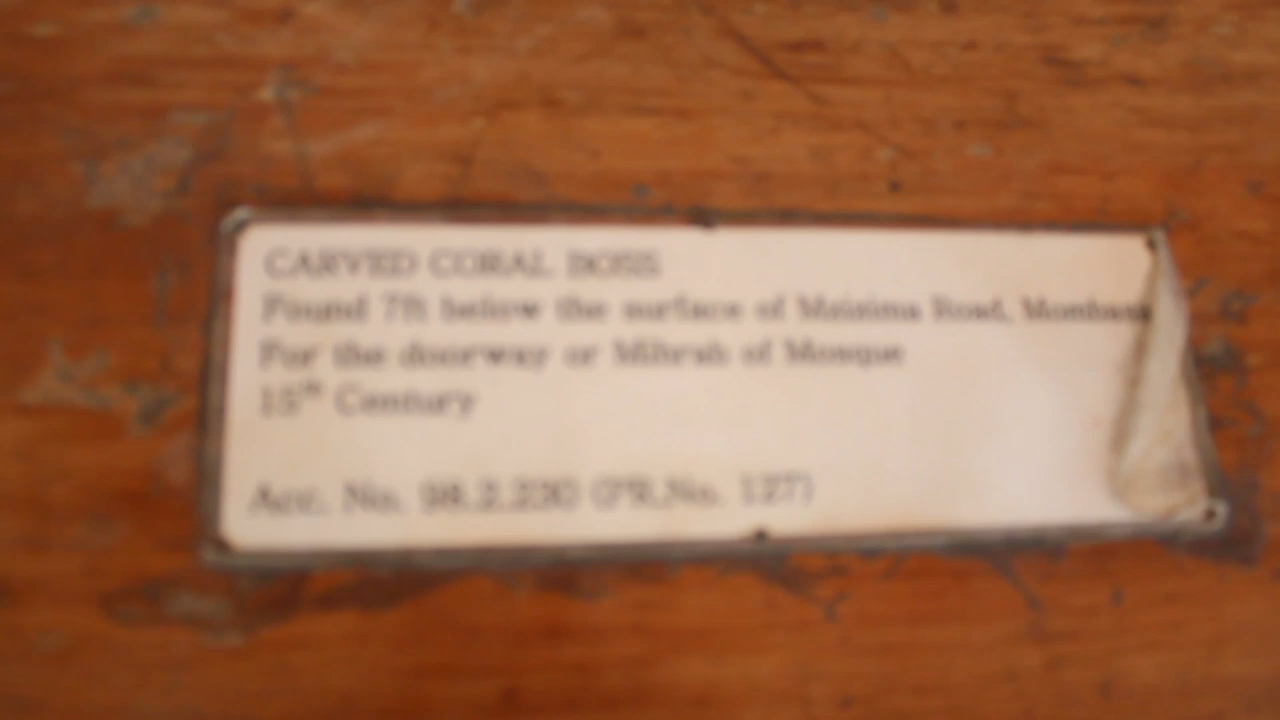 CARVED CORAL BOSS
Found 7ft below the surface of Mzizima Road, Mombasa
For the doorway or Mihrab of Mosque
15th Century
Acc. No. 98.2.230 (PR.No. 127)